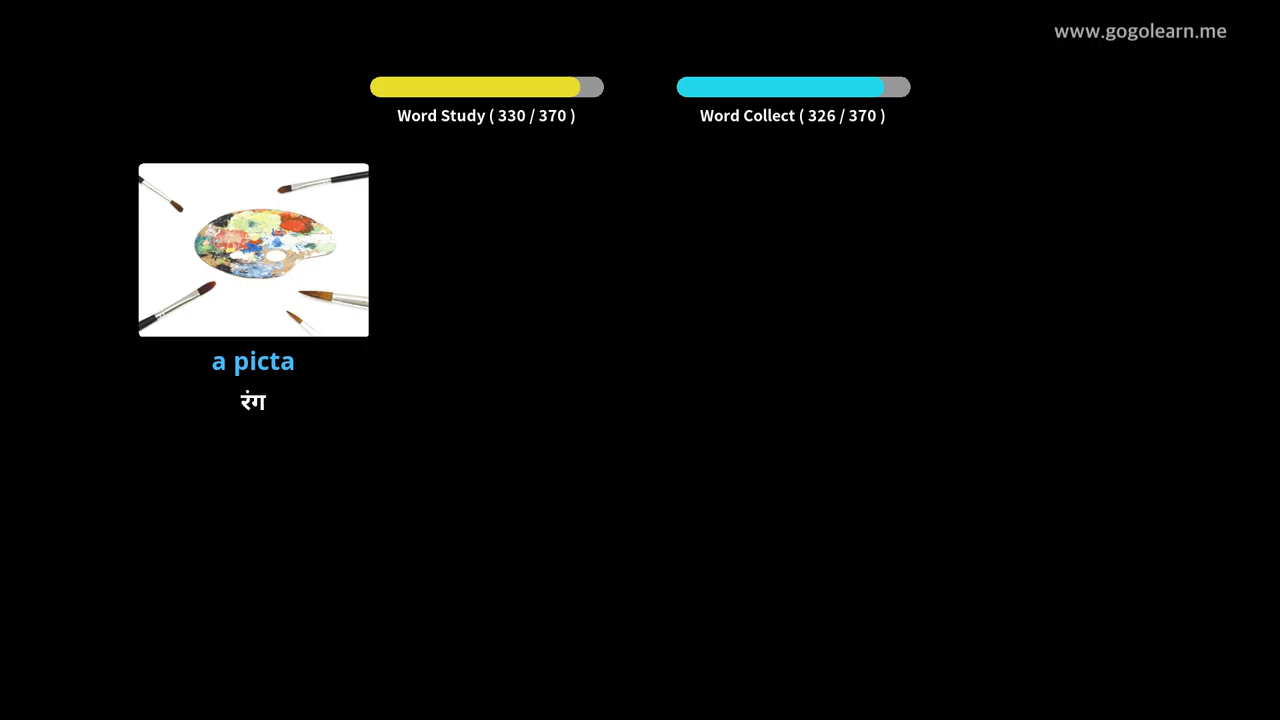 www.gogolearn.me
Word Study ( 330 / 370 )
Word Collect ( 326 / 370 )
a picta
रंग